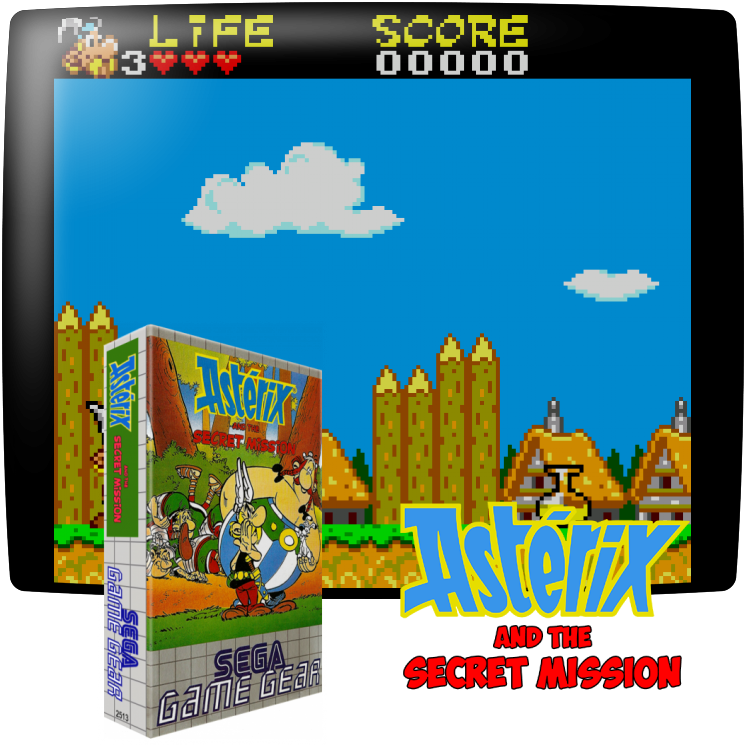 LIFE
SCORE
3
00000
Astérix
AND THE
SECRET MISSION
Astérix
AND THE
SECRET MISSION
SEGA
GAME GEAR
SEGA
GAME GEAR
2513
Astérix
AND THE
SECRET MISSION